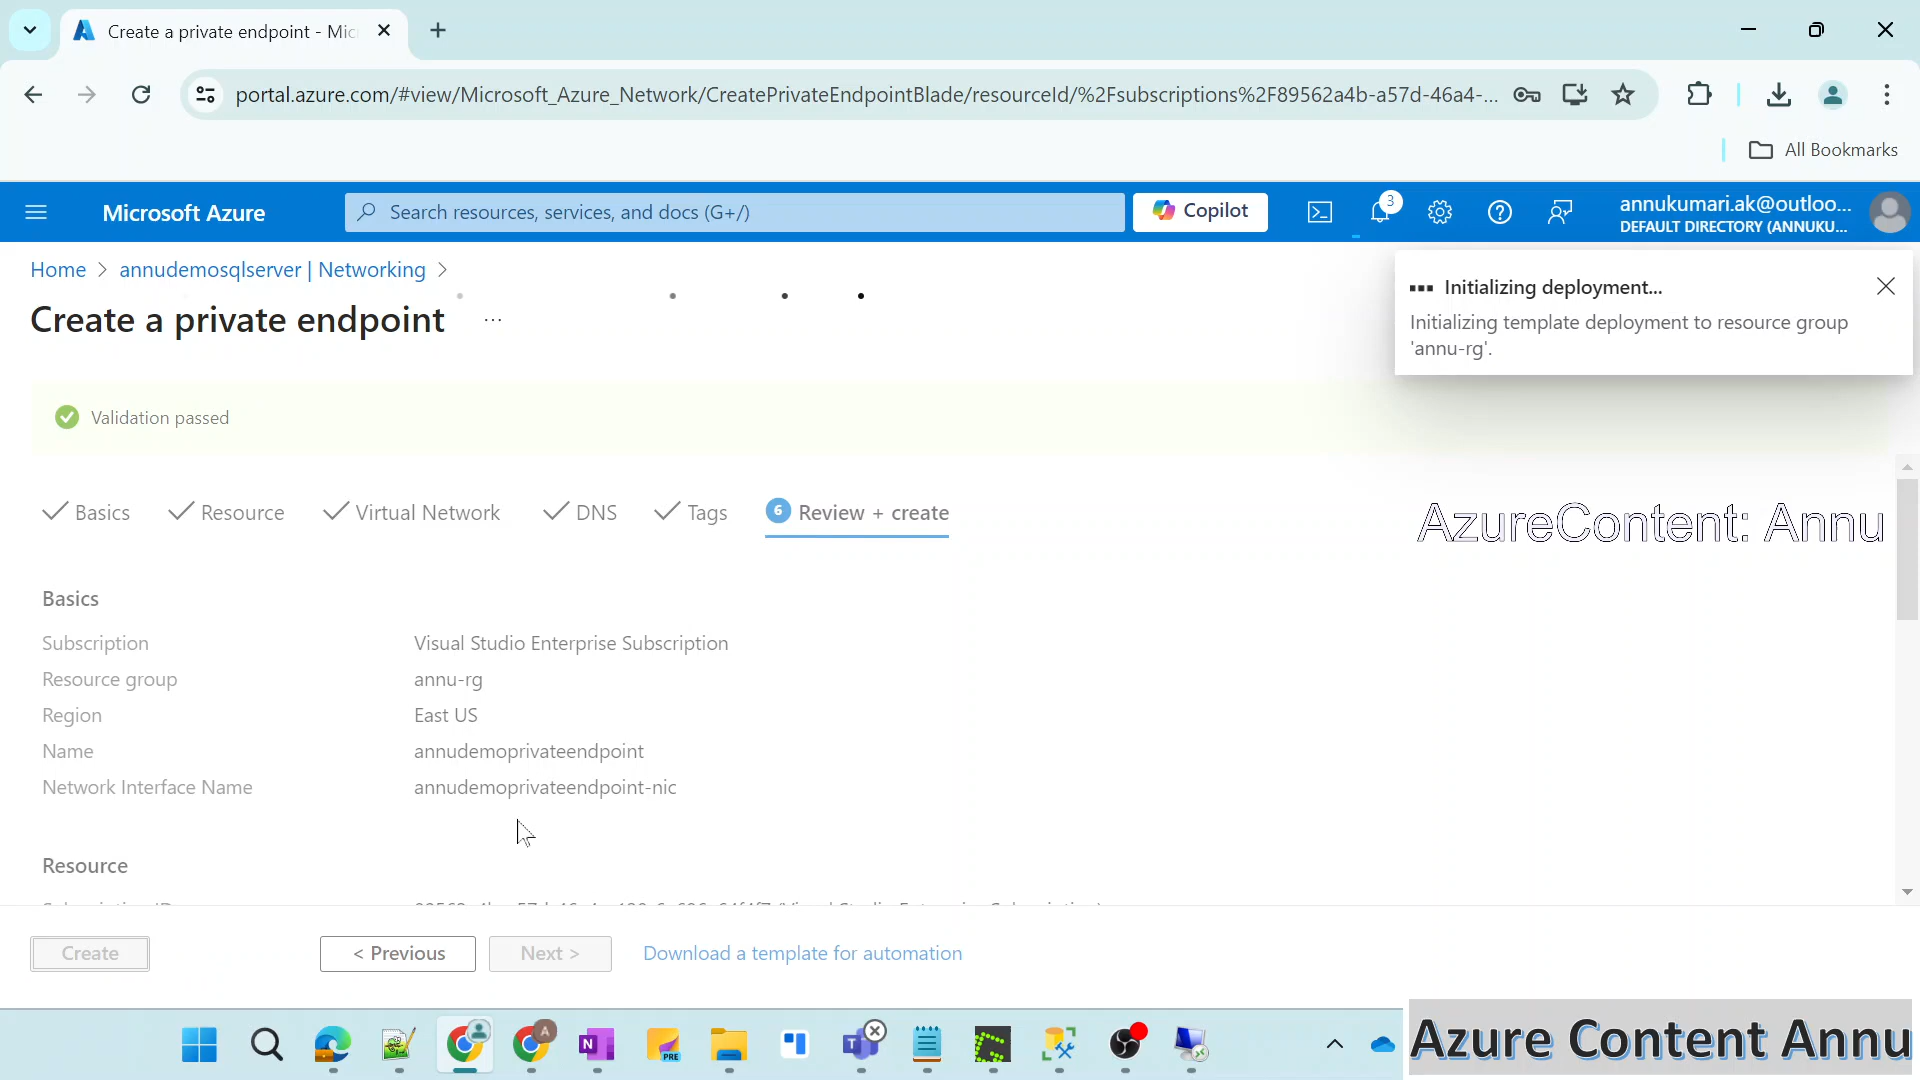 Create a private endpoint - Mic
portal.azure.com/#view/Microsoft_Azure_Network/CreatePrivateEndpointBlade/resourceId/%2Fsubscriptions%2F89562a4b-a57d-46a4-...
All Bookmarks
Microsoft Azure
Search resources, services, and docs (G+/)
Copilot
3
annukumari.ak@outloo...
DEFAULT DIRECTORY (ANNUKU...
Home > annudemosqlserver | Networking >
Create a private endpoint ...
Initializing deployment...
Initializing template deployment to resource group
'annu-rg'.
Validation passed
Basics Resource Virtual Network DNS Tags 6 Review + create
AzureContent: Annu
Basics
Subscription Visual Studio Enterprise Subscription
Resource group annu-rg
Region East US
Name annudemoprivateendpoint
Network Interface Name annudemoprivateendpoint-nic
Resource
Create < Previous Next > Download a template for automation
A
N
PRE
T
Azure Content Annu